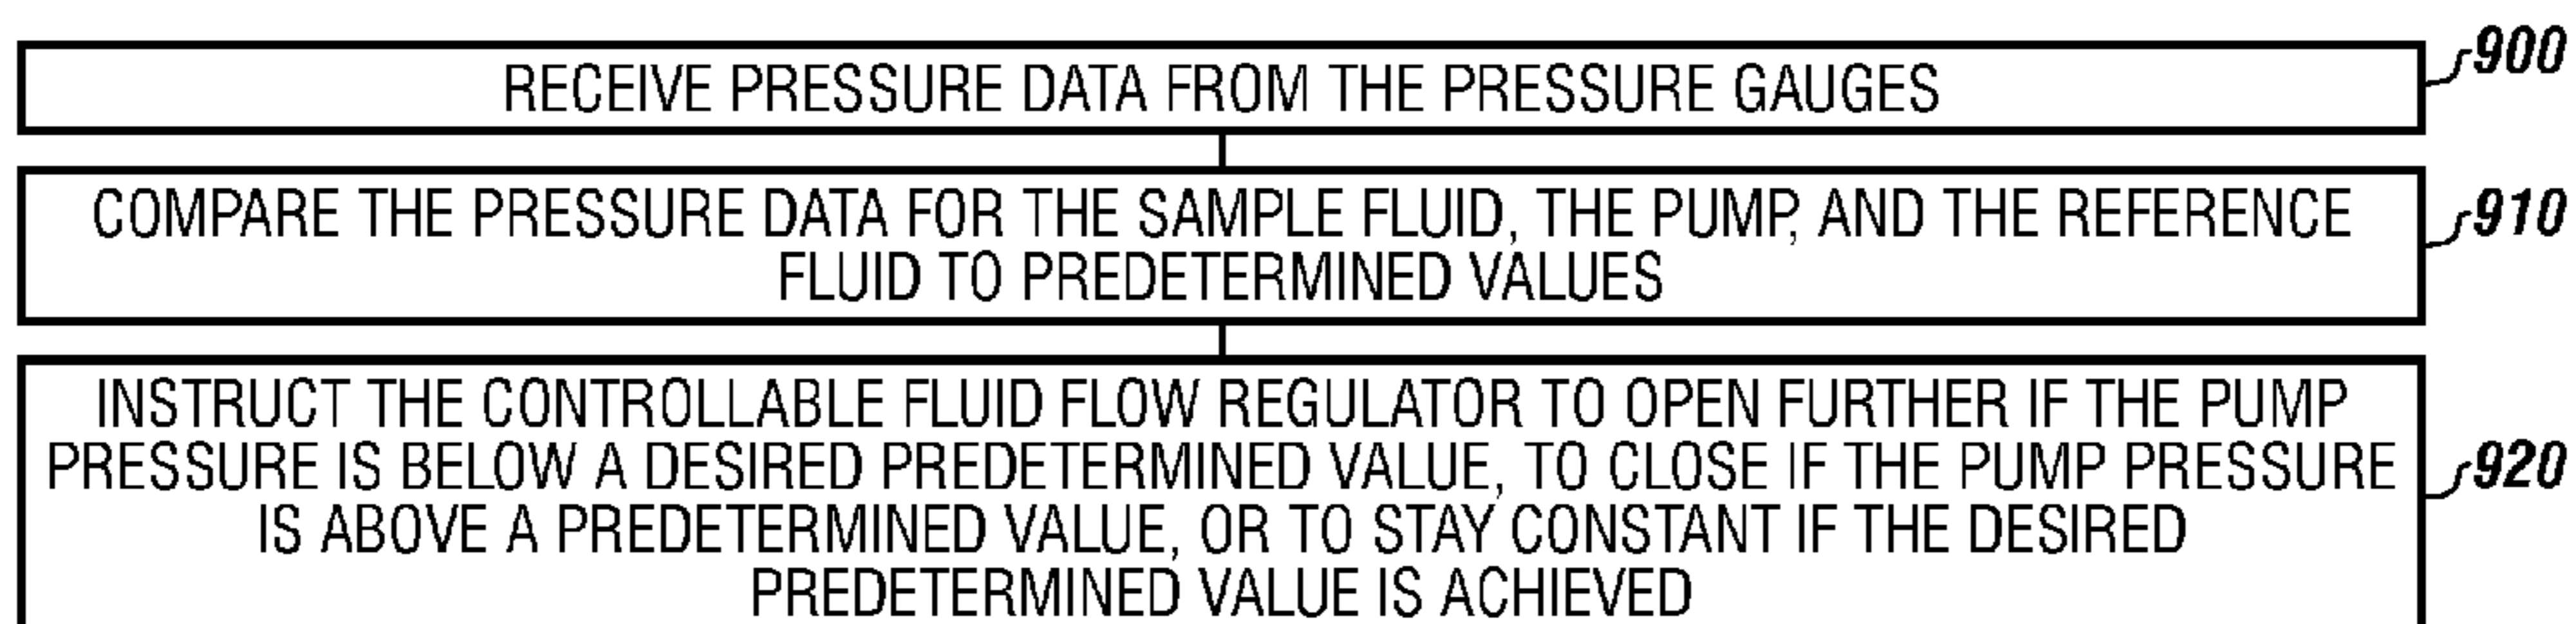 RECEIVE PRESSURE DATA FROM THE PRESSURE GAUGES
900
COMPARE THE PRESSURE DATA FOR THE SAMPLE FLUID, THE PUMP, AND THE REFERENCE
FLUID TO PREDETERMINED VALUES
910
INSTRUCT THE CONTROLLABLE FLUID FLOW REGULATOR TO OPEN FURTHER IF THE PUMP
PRESSURE IS BELOW A DESIRED PREDETERMINED VALUE, TO CLOSE IF THE PUMP PRESSURE
IS ABOVE A PREDETERMINED VALUE, OR TO STAY CONSTANT IF THE DESIRED
PREDETERMINED VALUE IS ACHIEVED
920